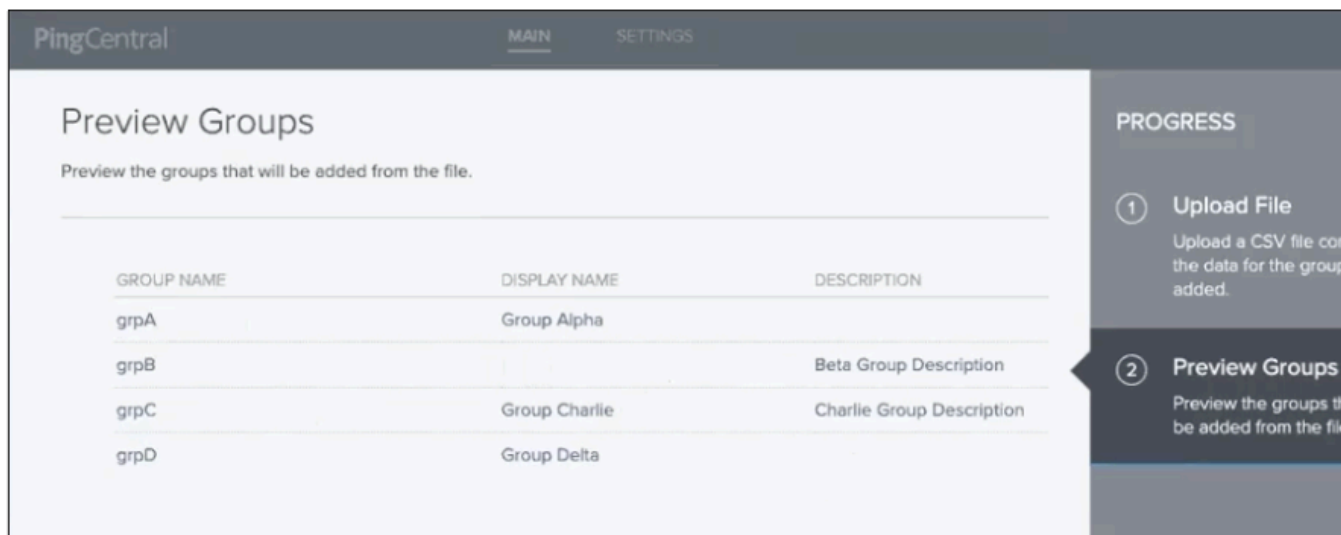 PingCentral MAIN SETTINGS
Preview Groups
Preview the groups that will be added from the file.
GROUP NAME DISPLAY NAME DESCRIPTION
grpA Group Alpha
grpB Beta Group Description
grpC Group Charlie Charlie Group Description
grpD Group Delta
PROGRESS
1 Upload File
Upload a CSV file
the data for the
added.
2 Preview Groups
Preview the groups
be added from the